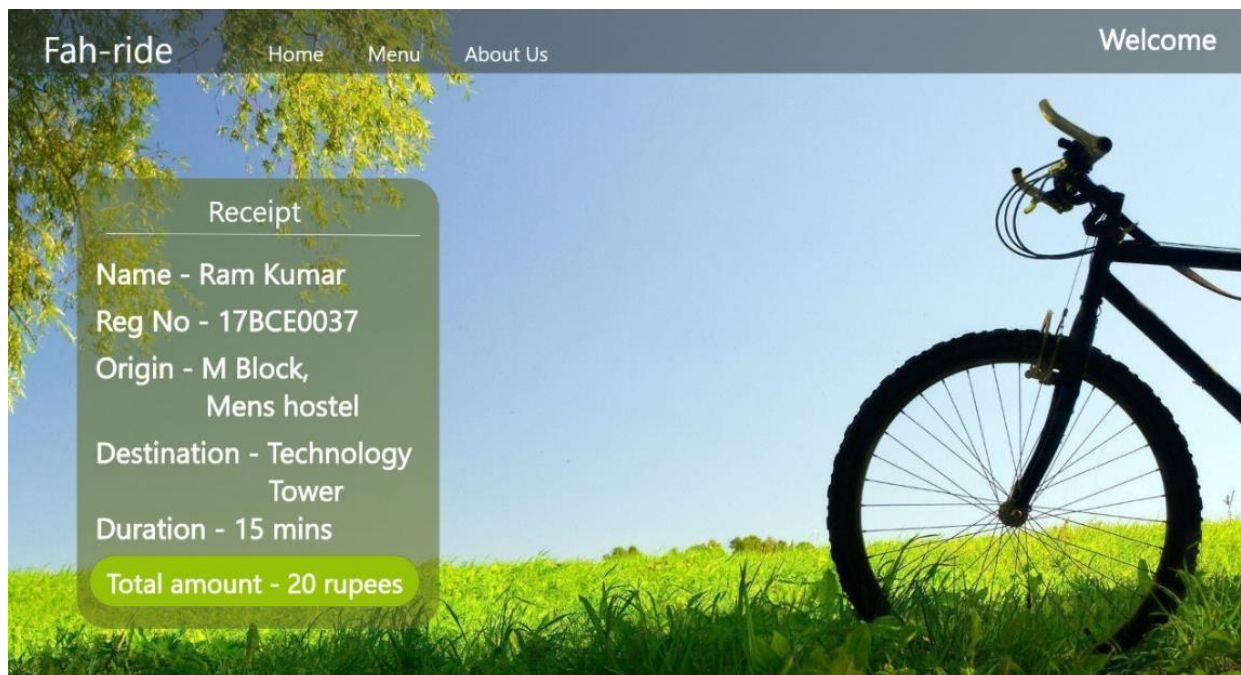 Fah-ride Home Menu About Us Welcome
Receipt
Name - Ram Kumar
Reg No - 17BCE0037
Origin - M Block,
Mens hostel
Destination - Technology
Tower
Duration - 15 mins
Total amount - 20 rupees